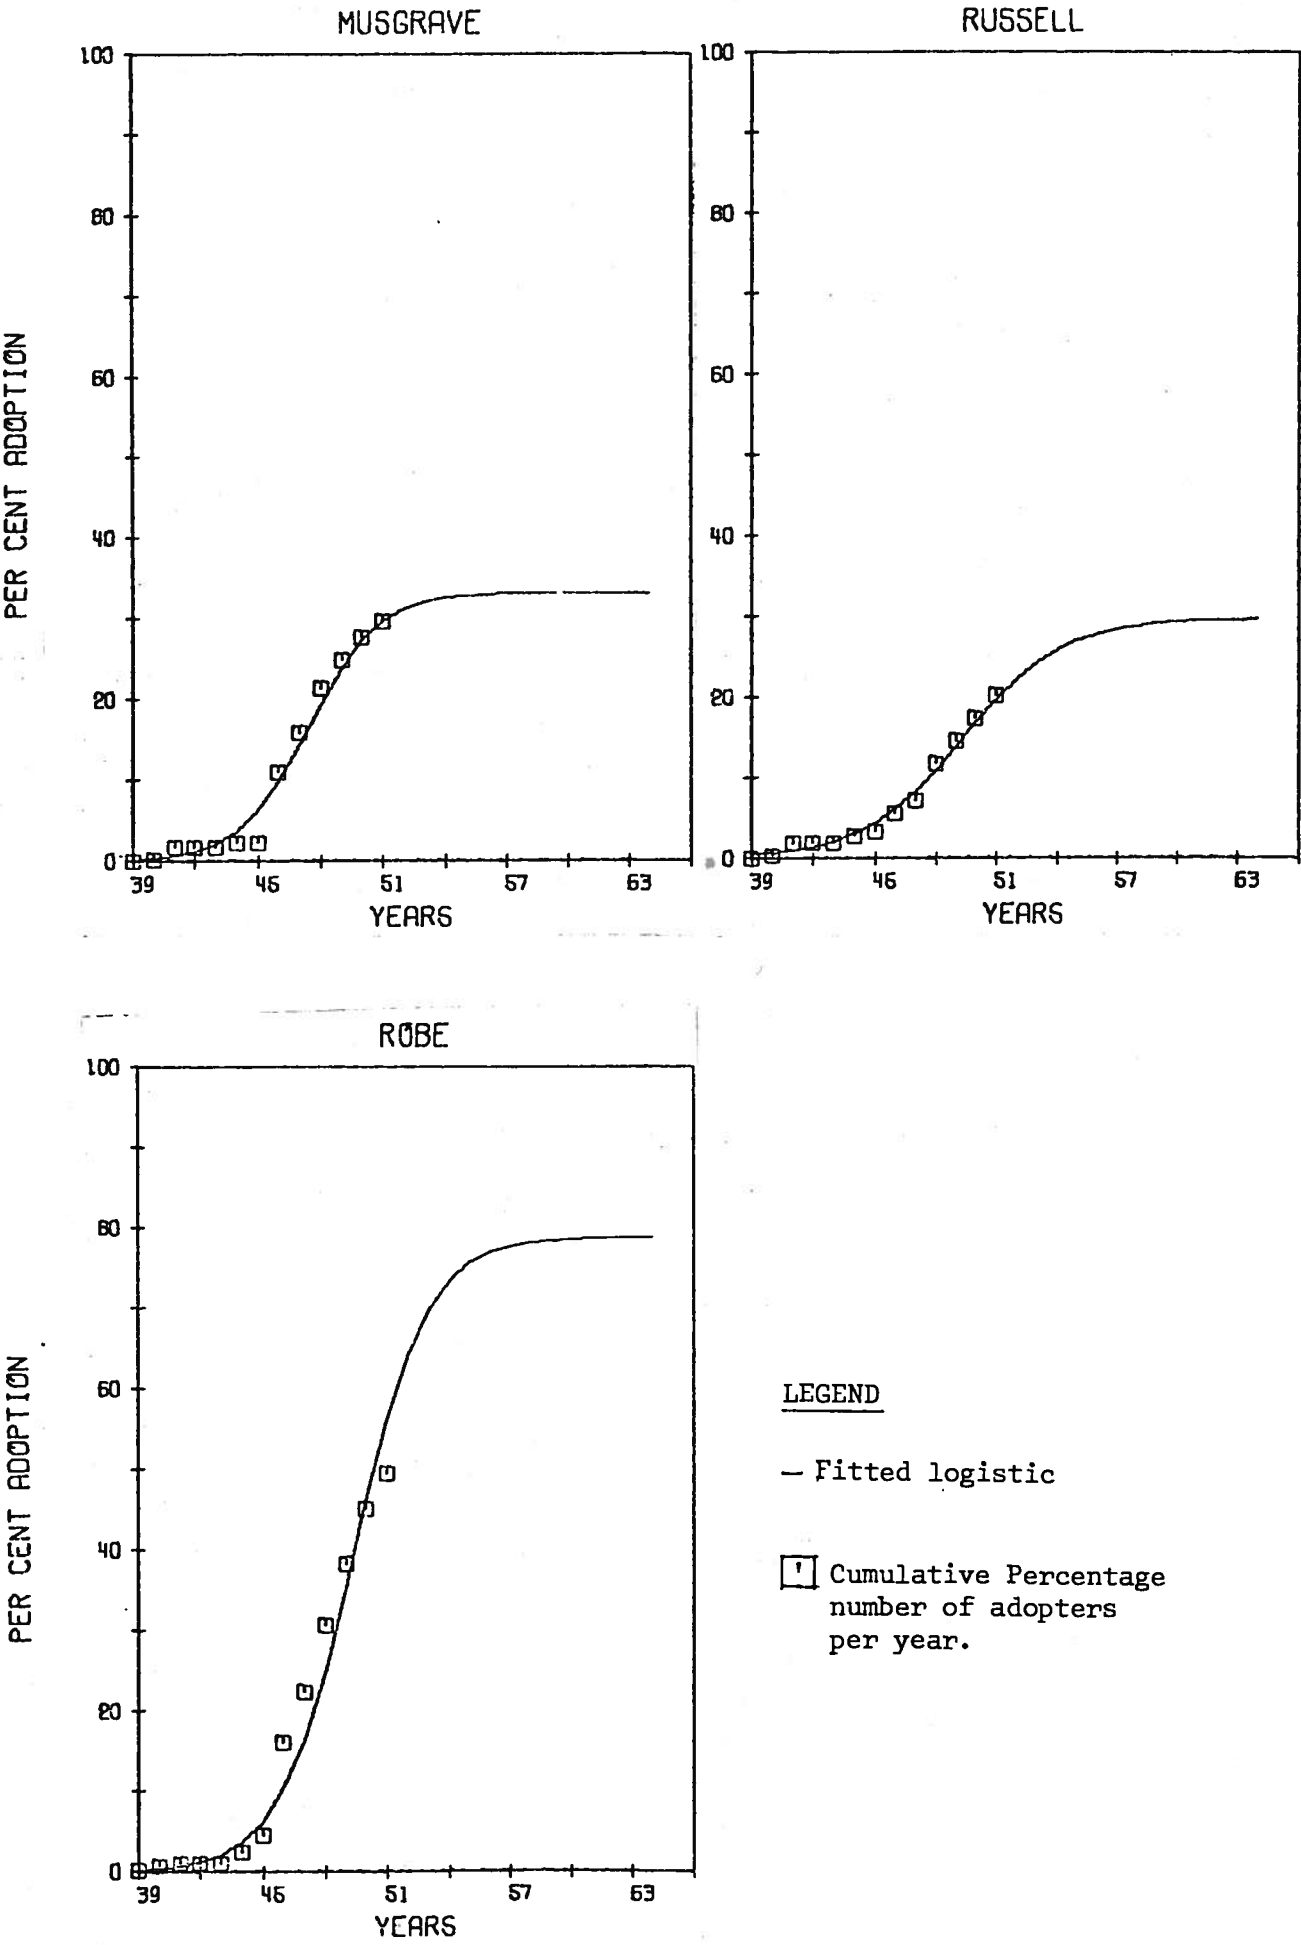 MUSGRAVE
RUSSELL
100
80
60
40
20
0
39
45
51
57
63
YEARS
PER CENT ADOPTION
100
80
60
40
20
0
39
45
51
57
63
YEARS
ROBE
100
80
60
40
20
0
39
45
51
57
63
YEARS
PER CENT ADOPTION
LEGEND
– Fitted logistic
Cumulative Percentage
number of adopters
per year.